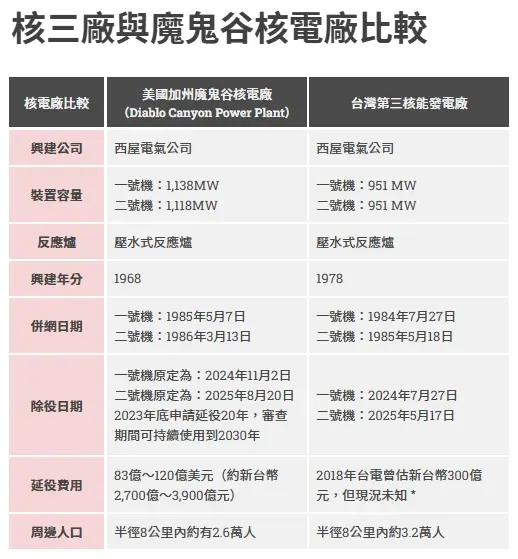 核三廠與魔鬼谷核電廠比較
核電廠比較
美國加州魔鬼谷核電廠
(Diablo Canyon Power Plant)
台灣第三核能發電廠
興建公司
西屋電氣公司
西屋電氣公司
裝置容量
一號機：1,138MW
二號機：1,118MW
一號機：951 MW
二號機：951 MW
反應爐
壓水式反應爐
壓水式反應爐
興建年分
1968
1978
併網日期
一號機：1985年5月7日
二號機：1986年3月13日
一號機：1984年7月27日
二號機：1985年5月18日
除役日期
一號機原定為：2024年11月2日
二號機原定為：2025年8月20日
2023年底申請延役20年，審查
期間可持續使用到2030年
一號機：2024年7月27日
二號機：2025年5月17日
延役費用
83億～120億美元（約新台幣
2,700億～3,900億元）
2018年台電曾估新台幣300億
元，但現況未知 *
周邊人口
半徑8公里內約有2.6萬人
半徑8公里內約3.2萬人